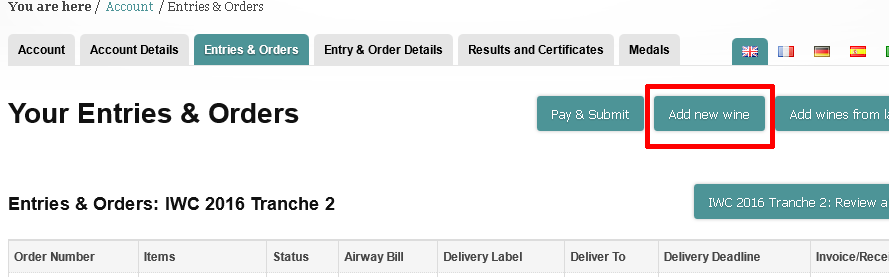 You are here / Account / Entries & Orders
Account Account Details Entries & Orders Entry & Order Details Results and Certificates Medals
Your Entries & Orders
Pay & Submit Add new wine Add wines from la
Entries & Orders: IWC 2016 Tranche 2
IWC 2016 Tranche 2: Review a
Order Number Items Status Airway Bill Delivery Label Deliver To Delivery Deadline Invoice/Rece